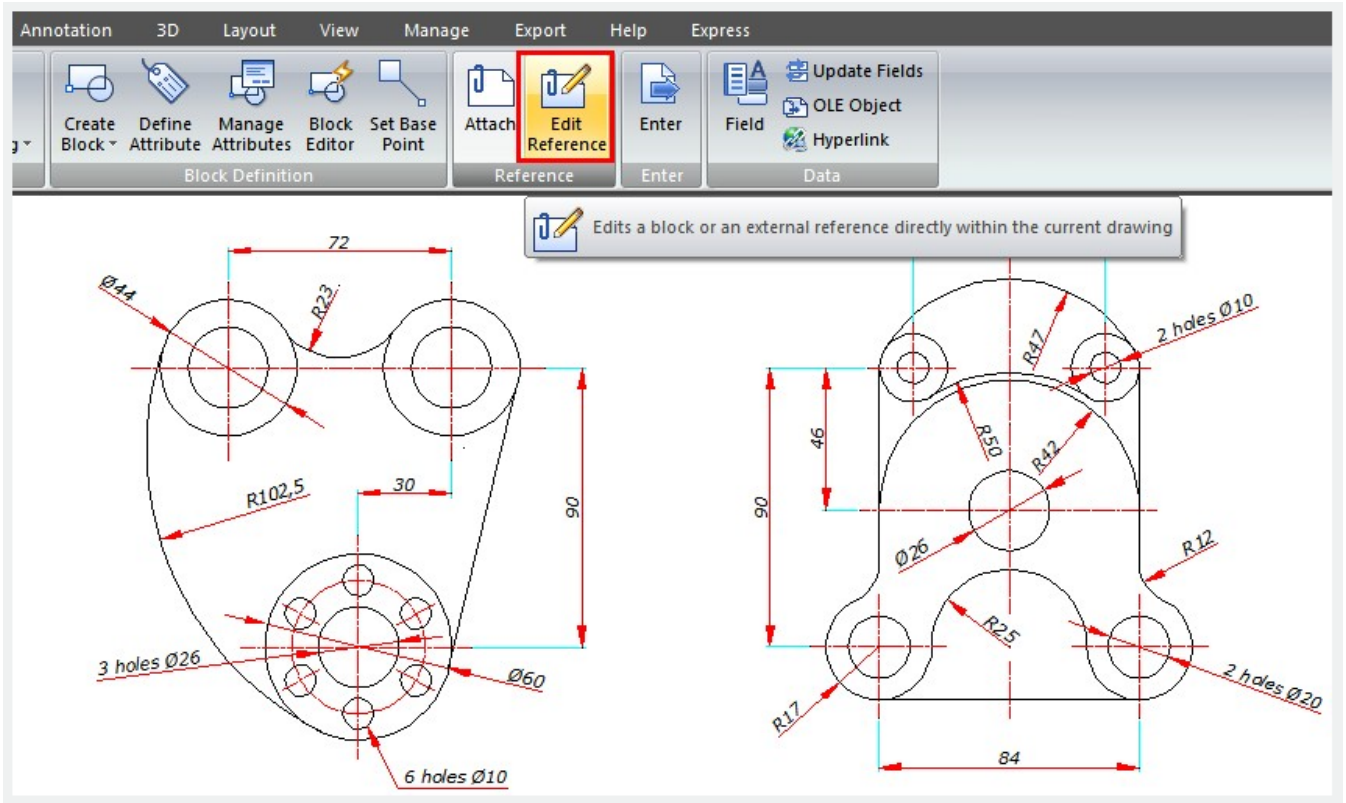 Annotation 3D Layout View Manage Export Help Express
Create Block
Define Attribute
Manage Attributes
Block Editor
Set Base Point
Attach
Edit Reference
Enter
Field
Update Fields
OLE Object
Hyperlink
Block Definition
Reference
Enter
Data
Edits a block or an external reference directly within the current drawing
72
Ø44
R23
R102,5
30
90
3 holes Ø26
Ø60
6 holes Ø10
2 holes Ø10
R47
46
R50
R42
90
Ø26
R12
R25
R17
2 holes Ø20
84